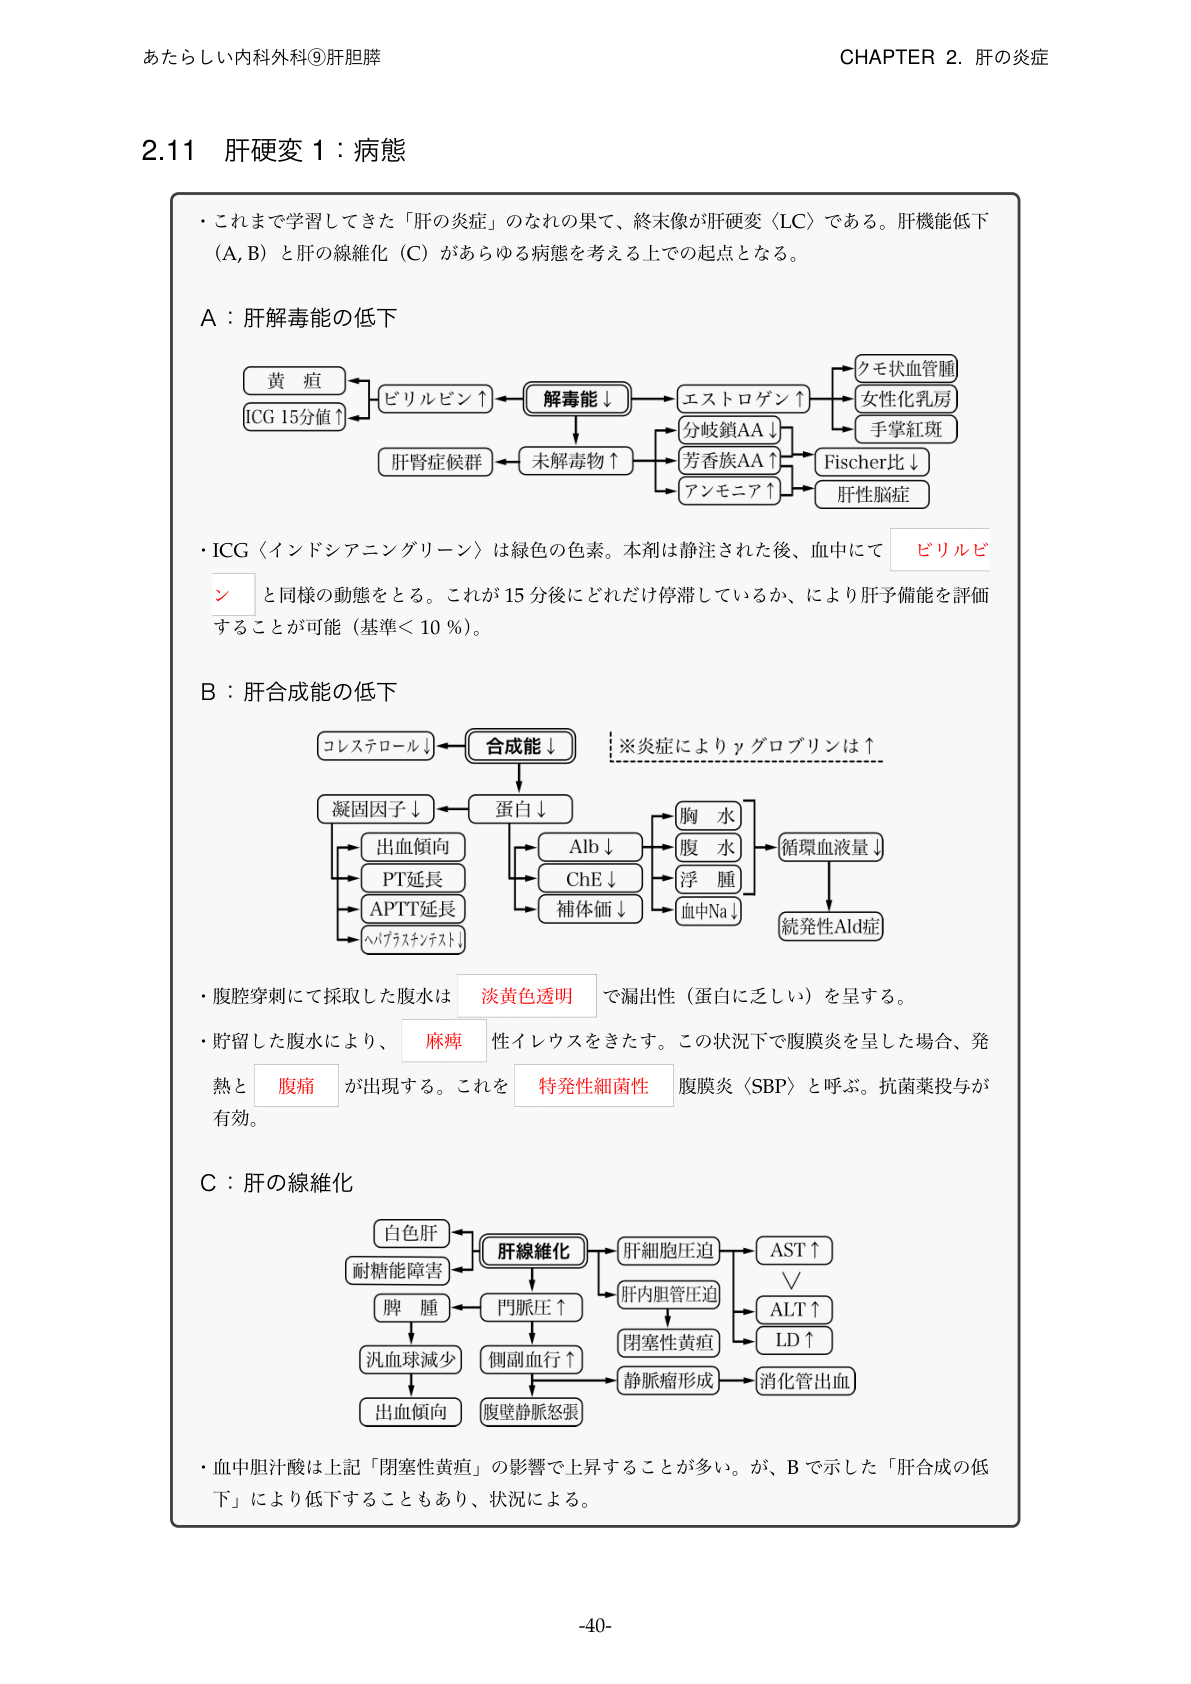 あたらしい内科外科⑨肝胆膵
CHAPTER 2. 肝の炎症
2.11 肝硬変 1：病態
・これまで学習してきた「肝の炎症」のなれの果て、終末像が肝硬変〈LC〉である。肝機能低下
（A, B）と肝の線維化（C）があらゆる病態を考える上での起点となる。
A：肝解毒能の低下
黄 疸
ICG 15分値↑
ビリルビン↑
解毒能↓
エストロゲン↑
クモ状血管腫
女性化乳房
手掌紅斑
肝腎症候群
未解毒物↑
分岐鎖AA↓
芳香族AA↑
アンモニア↑
Fischer比↓
肝性脳症
・ICG〈インドシアニングリーン〉は緑色の色素。本剤は静注された後、血中にて ビリルビ
ン と同様の動態をとる。これが 15 分後にどれだけ停滞しているか、により肝予備能を評価
することが可能（基準＜ 10 %）。
B：肝合成能の低下
コレステロール↓
合成能↓
※炎症によりγグロブリンは↑
凝固因子↓
蛋白↓
出血傾向
PT延長
APTT延長
ヘパプラスチンテスト↓
Alb↓
ChE↓
補体価↓
胸 水
腹 水
浮 腫
血中Na↓
循環血液量↓
続発性Ald症
・腹腔穿刺にて採取した腹水は 淡黄色透明 で漏出性（蛋白に乏しい）を呈する。
・貯留した腹水により、 麻痺 性イレウスをきたす。この状況下で腹膜炎を呈した場合、発
熱と 腹痛 が出現する。これを 特発性細菌性 腹膜炎〈SBP〉と呼ぶ。抗菌薬投与が
有効。
C：肝の線維化
白色肝
耐糖能障害
肝線維化
肝細胞圧迫
AST↑
∨
ALT↑
LD↑
肝内胆管圧迫
閉塞性黄疸
脾 腫
門脈圧↑
汎血球減少
側副血行↑
静脈瘤形成
消化管出血
出血傾向
腹壁静脈怒張
・血中胆汁酸は上記「閉塞性黄疸」の影響で上昇することが多い。が、B で示した「肝合成の低
下」により低下することもあり、状況による。
-40-